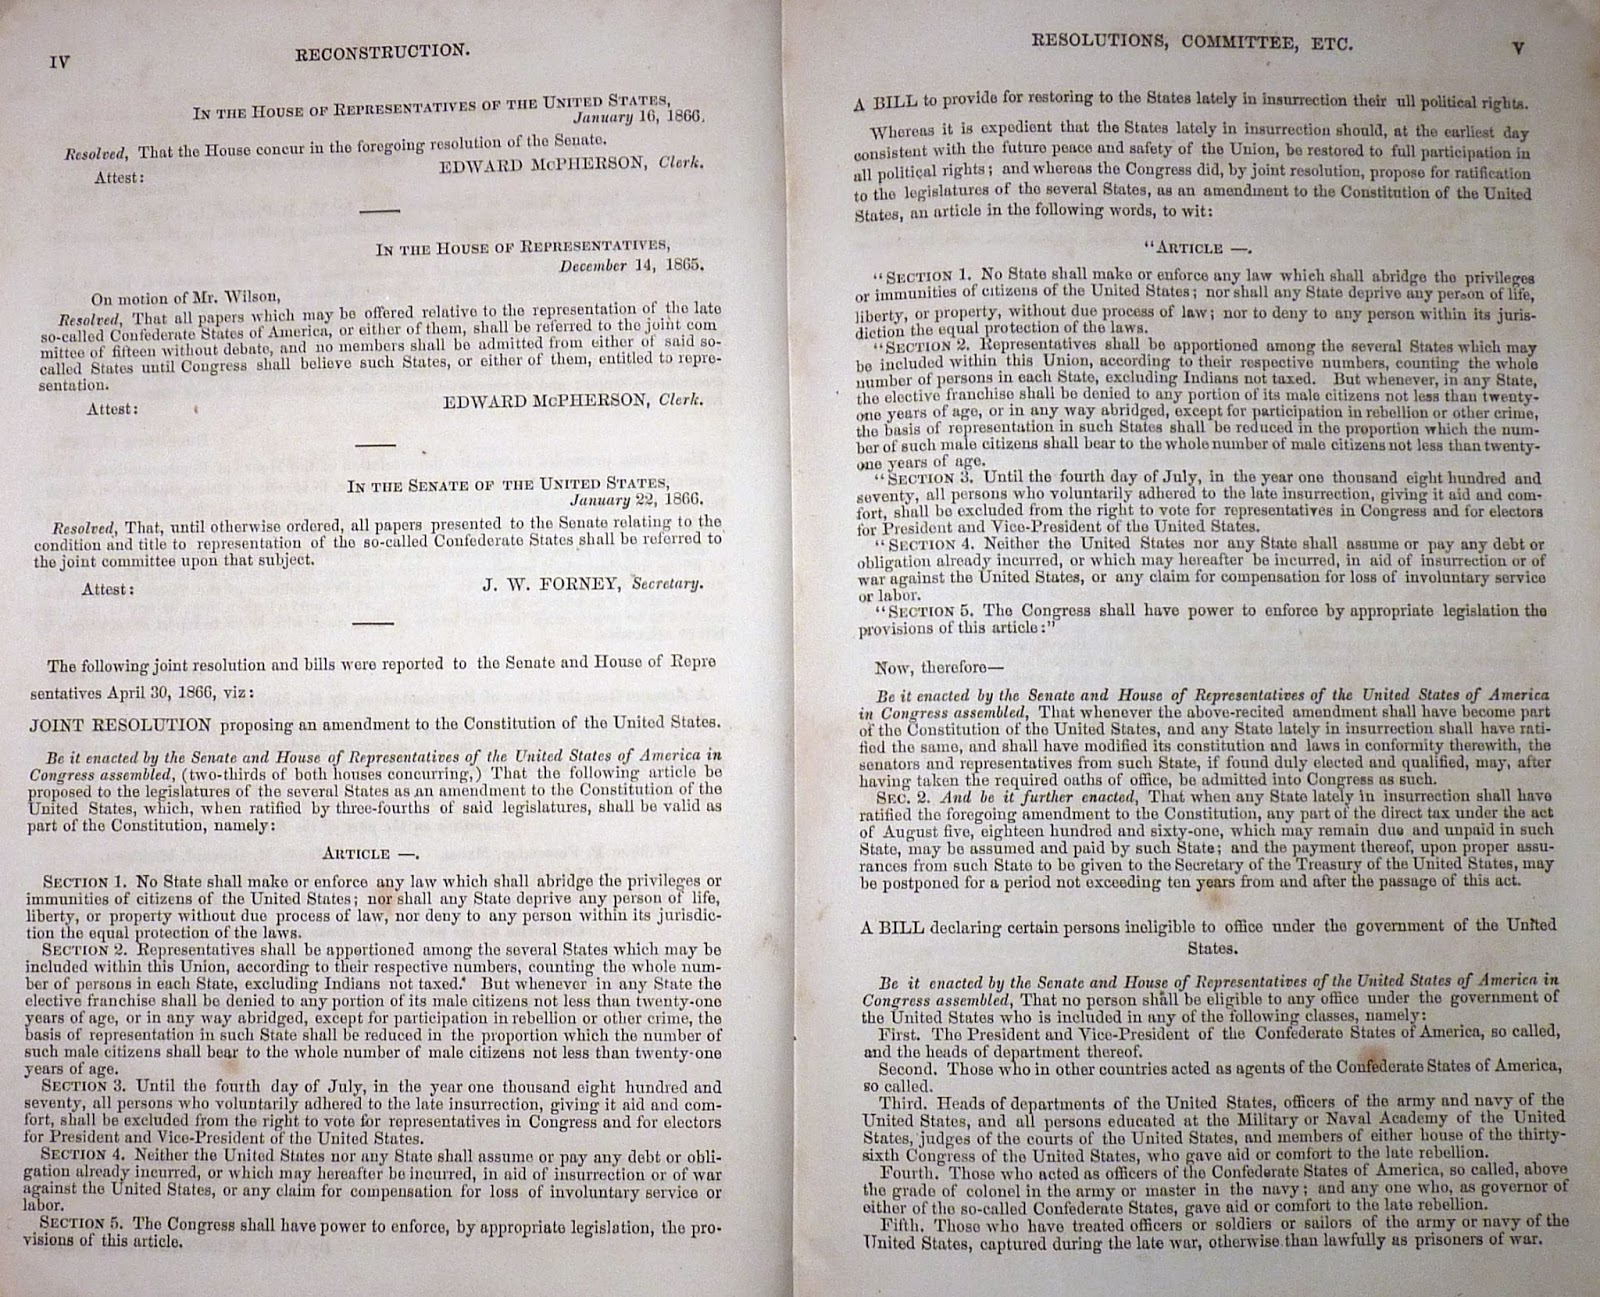 IV
RECONSTRUCTION.
IN THE HOUSE OF REPRESENTATIVES OF THE UNITED STATES,
January 16, 1866.
Resolved, That the House concur in the foregoing resolution of the Senate.
Attest: EDWARD McPHERSON, Clerk.
IN THE HOUSE OF REPRESENTATIVES,
December 14, 1865.
On motion of Mr. Wilson,
Resolved, That all papers which may be offered relative to the representation of the late
so-called Confederate States of America, or either of them, shall be referred to the joint com
mittee of fifteen without debate, and no members shall be admitted from either of said so-
called States until Congress shall believe such States, or either of them, entitled to repre-
sentation.
Attest: EDWARD McPHERSON, Clerk.
IN THE SENATE OF THE UNITED STATES,
January 22, 1866.
Resolved, That, until otherwise ordered, all papers presented to the Senate relating to the
condition and title to representation of the so-called Confederate States shall be referred to
the joint committee upon that subject.
Attest: J. W. FORNEY, Secretary.
The following joint resolution and bills were reported to the Senate and House of Repre
sentatives April 30, 1866, viz:
JOINT RESOLUTION proposing an amendment to the Constitution of the United States.
Be it enacted by the Senate and House of Representatives of the United States of America in
Congress assembled, (two-thirds of both houses concurring,) That the following article be
proposed to the legislatures of the several States as an amendment to the Constitution of the
United States, which, when ratified by three-fourths of said legislatures, shall be valid as
part of the Constitution, namely:
ARTICLE —.
SECTION 1. No State shall make or enforce any law which shall abridge the privileges or
immunities of citizens of the United States; nor shall any State deprive any person of life,
liberty, or property without due process of law, nor deny to any person within its jurisdic-
tion the equal protection of the laws.
SECTION 2. Representatives shall be apportioned among the several States which may be
included within this Union, according to their respective numbers, counting the whole num-
ber of persons in each State, excluding Indians not taxed. But whenever in any State the
elective franchise shall be denied to any portion of its male citizens not less than twenty-one
years of age, or in any way abridged, except for participation in rebellion or other crime, the
basis of representation in such State shall be reduced in the proportion which the number of
such male citizens shall bear to the whole number of male citizens not less than twenty-one
years of age.
SECTION 3. Until the fourth day of July, in the year one thousand eight hundred and
seventy, all persons who voluntarily adhered to the late insurrection, giving it aid and com-
fort, shall be excluded from the right to vote for representatives in Congress and for electors
for President and Vice-President of the United States.
SECTION 4. Neither the United States nor any State shall assume or pay any debt or obli-
gation already incurred, or which may hereafter be incurred, in aid of insurrection or of war
against the United States, or any claim for compensation for loss of involuntary service or
labor.
SECTION 5. The Congress shall have power to enforce, by appropriate legislation, the pro-
visions of this article.
RESOLUTIONS, COMMITTEE, ETC.
V
A BILL to provide for restoring to the States lately in insurrection their ull political rights.
Whereas it is expedient that the States lately in insurrection should, at the earliest day
consistent with the future peace and safety of the Union, be restored to full participation in
all political rights; and whereas the Congress did, by joint resolution, propose for ratification
to the legislatures of the several States, as an amendment to the Constitution of the United
States, an article in the following words, to wit:
"ARTICLE —.
"SECTION 1. No State shall make or enforce any law which shall abridge the privileges
or immunities of citizens of the United States; nor shall any State deprive any person of life,
liberty, or property, without due process of law; nor to deny to any person within its juris-
diction the equal protection of the laws.
"SECTION 2. Representatives shall be apportioned among the several States which may
be included within this Union, according to their respective numbers, counting the whole
number of persons in each State, excluding Indians not taxed. But whenever, in any State,
the elective franchise shall be denied to any portion of its male citizens not less than twenty-
one years of age, or in any way abridged, except for participation in rebellion or other crime,
the basis of representation in such States shall be reduced in the proportion which the num-
ber of such male citizens shall bear to the whole number of male citizens not less than twenty-
one years of age.
"SECTION 3. Until the fourth day of July, in the year one thousand eight hundred and
seventy, all persons who voluntarily adhered to the late insurrection, giving it aid and com-
fort, shall be excluded from the right to vote for representatives in Congress and for electors
for President and Vice-President of the United States.
"SECTION 4. Neither the United States nor any State shall assume or pay any debt or
obligation already incurred, or which may hereafter be incurred, in aid of insurrection or of
war against the United States, or any claim for compensation for loss of involuntary service
or labor.
"SECTION 5. The Congress shall have power to enforce by appropriate legislation the
provisions of this article:"
Now, therefore—
Be it enacted by the Senate and House of Representatives of the United States of America
in Congress assembled, That whenever the above-recited amendment shall have become part
of the Constitution of the United States, and any State lately in insurrection shall have rati-
fied the same, and shall have modified its constitution and laws in conformity therewith, the
senators and representatives from such State, if found duly elected and qualified, may, after
having taken the required oaths of office, be admitted into Congress as such.
SEC. 2. And be it further enacted, That when any State lately in insurrection shall have
ratified the foregoing amendment to the Constitution, any part of the direct tax under the act
of August five, eighteen hundred and sixty-one, which may remain due and unpaid in such
State, may be assumed and paid by such State; and the payment thereof, upon proper assu-
rances from such State to be given to the Secretary of the Treasury of the United States, may
be postponed for a period not exceeding ten years from and after the passage of this act.
A BILL declaring certain persons ineligible to office under the government of the United
States.
Be it enacted by the Senate and House of Representatives of the United States of America in
Congress assembled, That no person shall be eligible to any office under the government of
the United States who is included in any of the following classes, namely:
First. The President and Vice-President of the Confederate States of America, so called,
and the heads of department thereof.
Second. Those who in other countries acted as agents of the Confederate States of America,
so called.
Third. Heads of departments of the United States, officers of the army and navy of the
United States, and all persons educated at the Military or Naval Academy of the United
States, judges of the courts of the United States, and members of either house of the thirty-
sixth Congress of the United States, who gave aid or comfort to the late rebellion.
Fourth. Those who acted as officers of the Confederate States of America, so called, above
the grade of colonel in the army or master in the navy; and any one who, as governor of
either of the so-called Confederate States, gave aid or comfort to the late rebellion.
Fifth. Those who have treated officers or soldiers or sailors of the army or navy of the
United States, captured during the late war, otherwise than lawfully as prisoners of war.